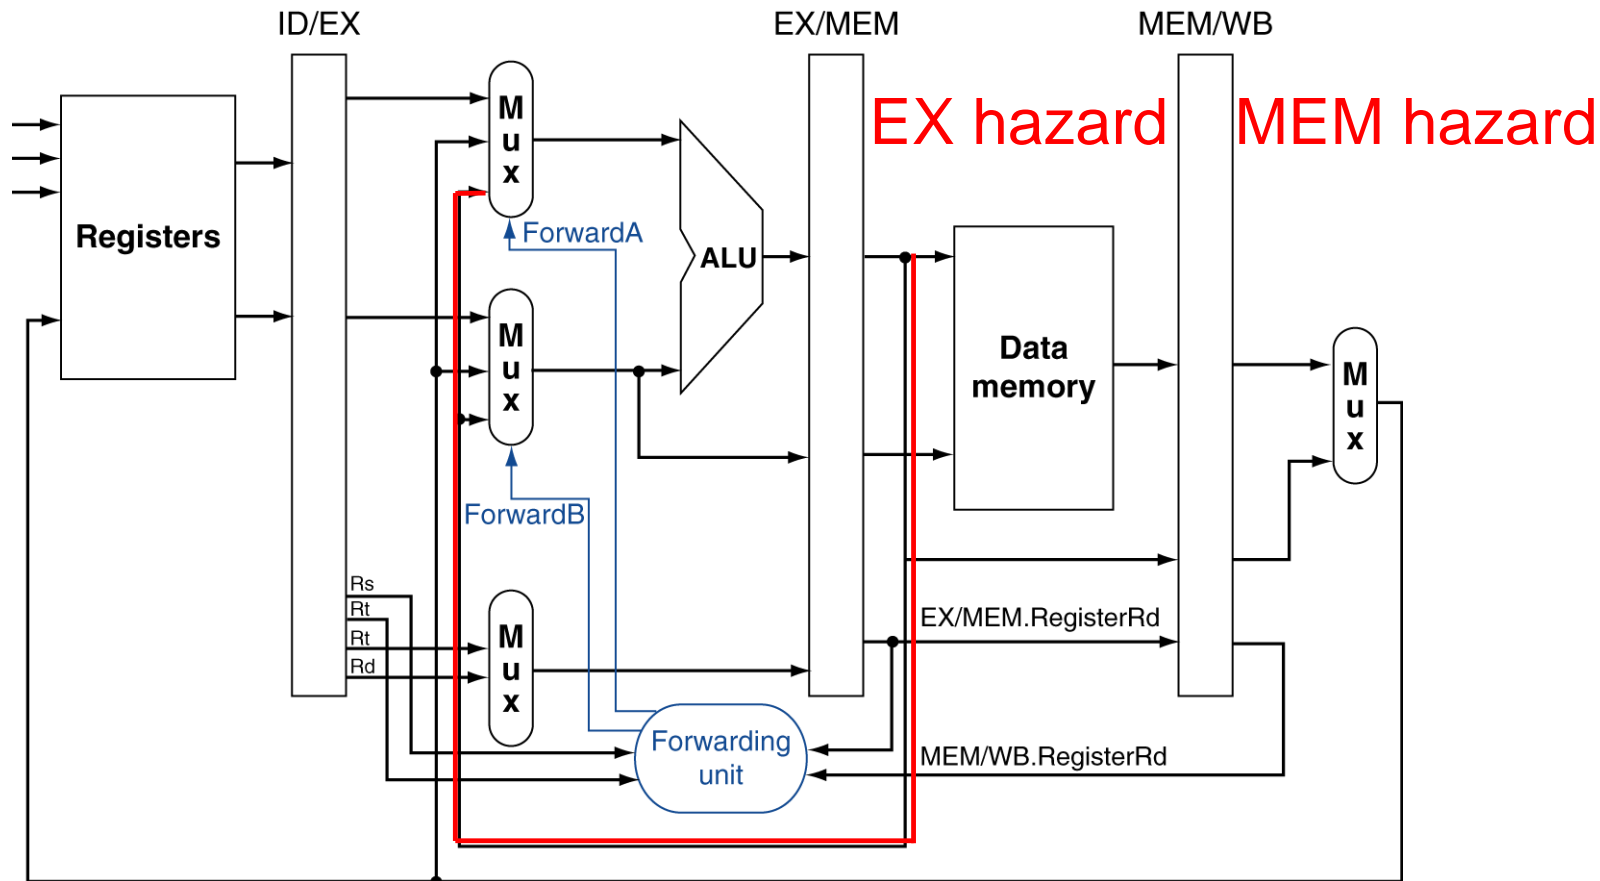 ID/EX
EX/MEM
MEM/WB
EX hazard
MEM hazard
M
u
x
Registers
ForwardA
ALU
M
u
x
Data
memory
M
u
x
ForwardB
Rs
Rt
Rt
Rd
M
u
x
EX/MEM.RegisterRd
Forwarding
unit
MEM/WB.RegisterRd